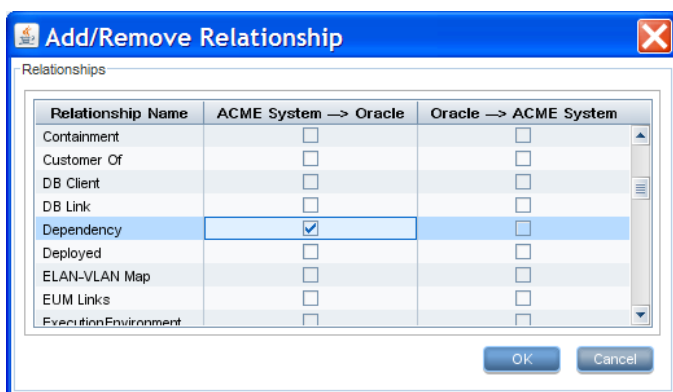 Add/Remove Relationship
Relationships
Relationship Name ACME System —> Oracle Oracle —> ACME System
Containment
Customer Of
DB Client
DB Link
Dependency
Deployed
ELAN-VLAN Map
EUM Links
ExecutionEnvironment
OK Cancel